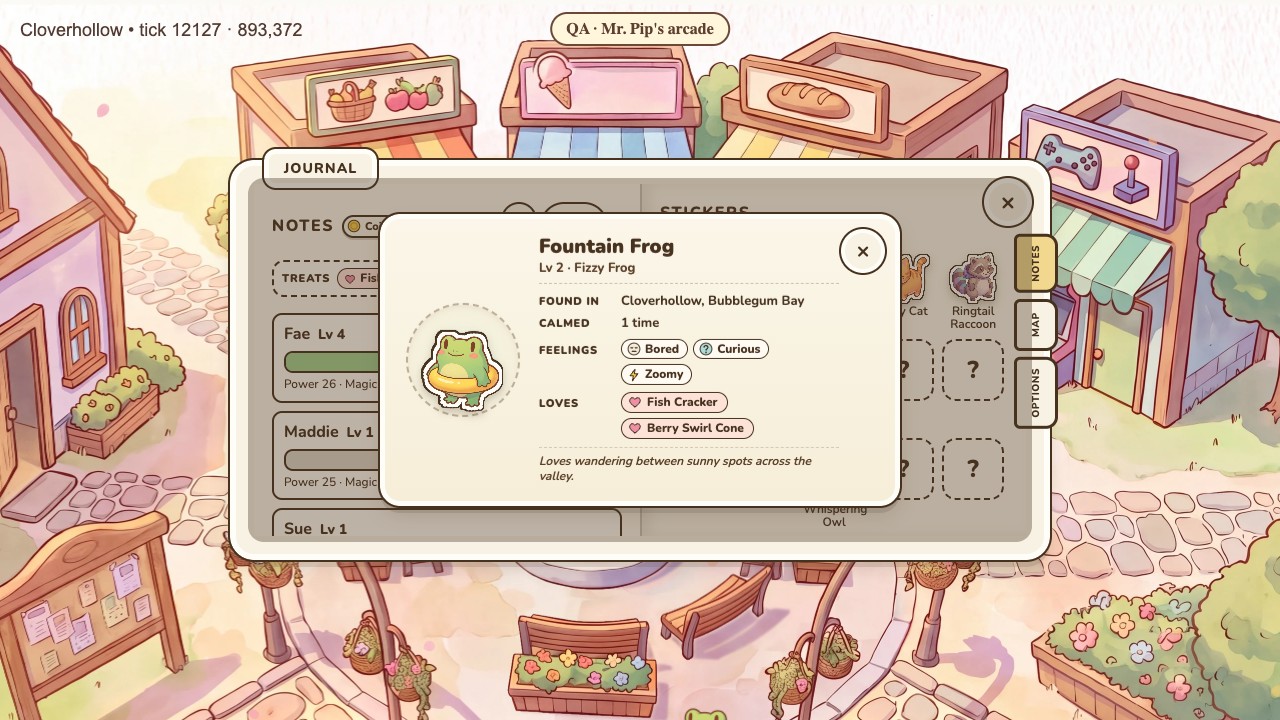 Cloverhollow • tick 12127 · 893,372
QA · Mr. Pip's arcade
JOURNAL
NOTES
STICKERS
TREATS
Fae Lv 4
Power 26 · Magic
Maddie Lv 1
Power 25 · Magic
Sue Lv 1
Fountain Frog
Lv 2 · Fizzy Frog
FOUND IN Cloverhollow, Bubblegum Bay
CALMED 1 time
FEELINGS Bored Curious
Zoomy
LOVES Fish Cracker
Berry Swirl Cone
Loves wandering between sunny spots across the
valley.
Cat
Ringtail
Raccoon
?
?
?
?
Whispering
Owl
NOTES
MAP
OPTIONS